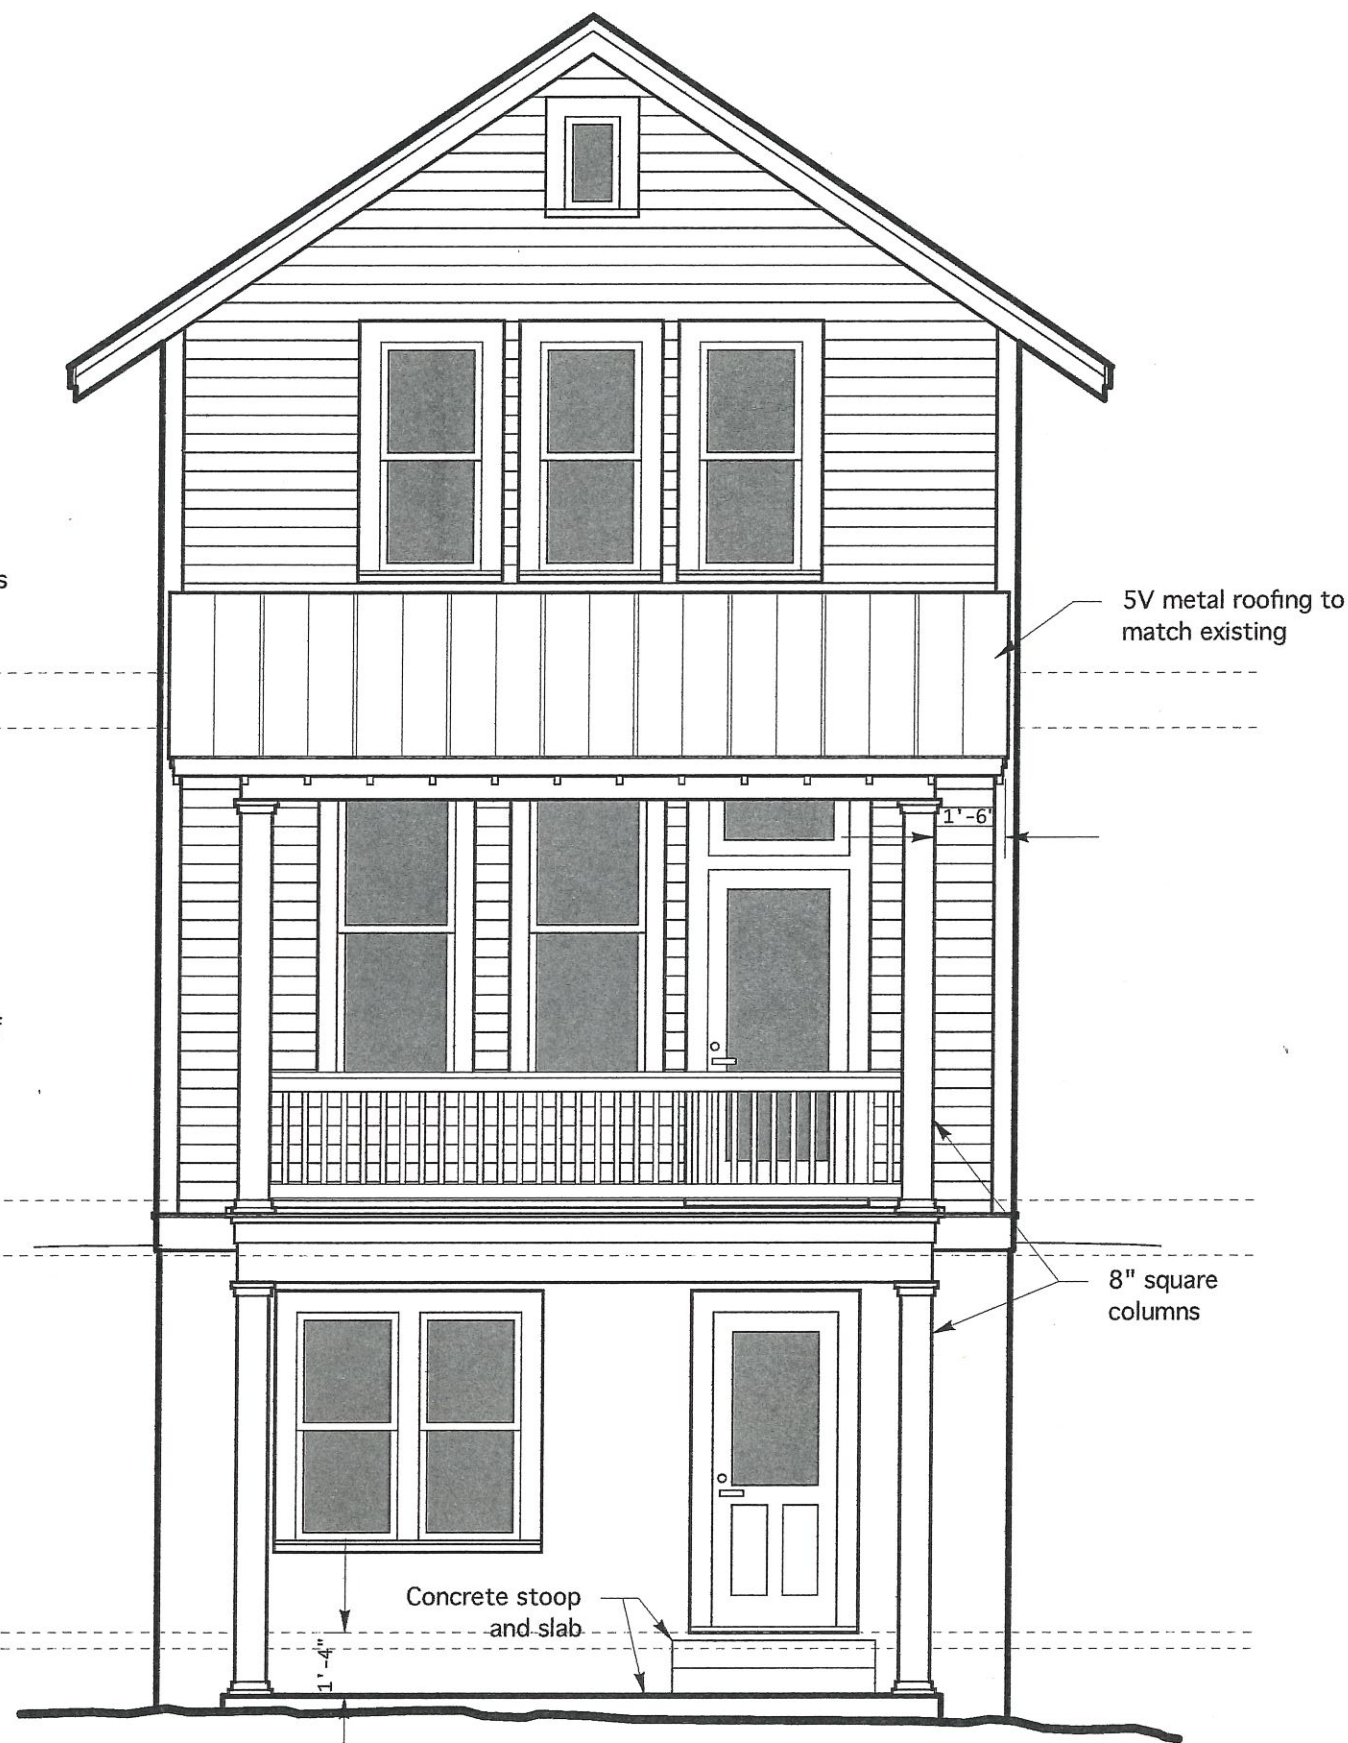 s
5V metal roofing to
match existing
1'-6"
8" square
columns
Concrete stoop
and slab
1'-4"